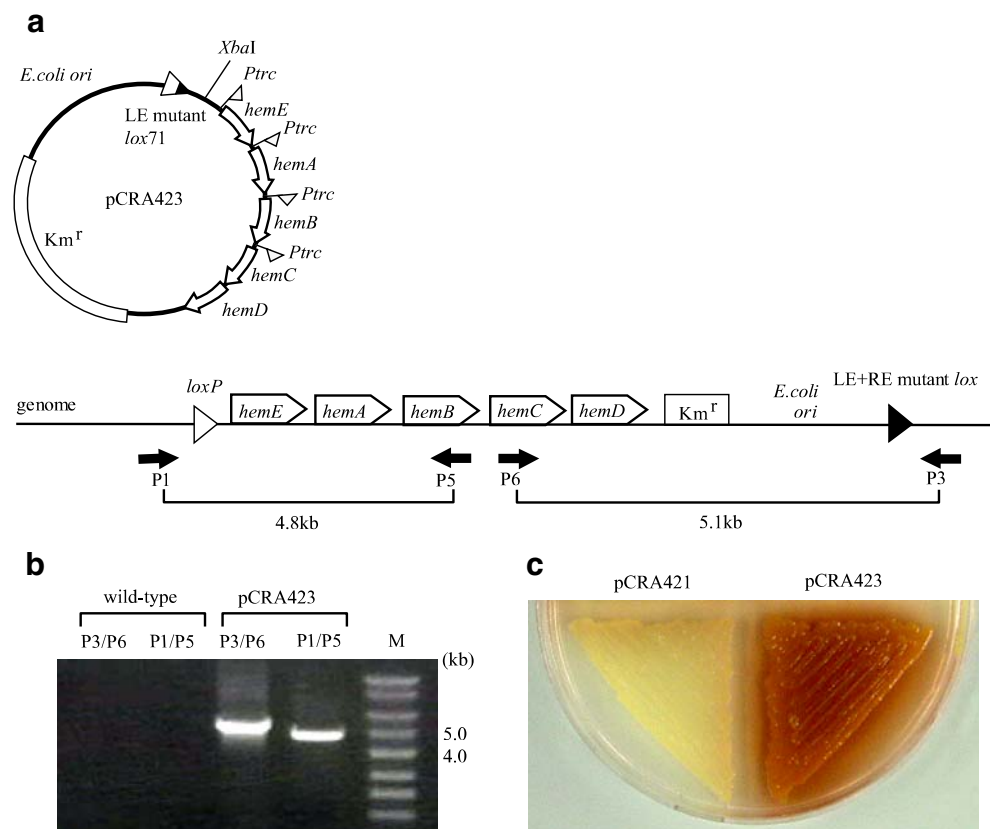 a
XbaI
E.coli ori
Ptrc
hemE
LE mutant
lox71
Ptrc
hemA
pCRA423
Ptrc
hemB
Kmr
Ptrc
hemC
hemD
loxP
LE+RE mutant lox
genome
hemE
hemA
hemB
hemC
hemD
Kmr
E.coli
ori
P1
P5
P6
P3
4.8kb
5.1kb
b
wild-type
pCRA423
P3/P6
P1/P5
P3/P6
P1/P5
M
(kb)
5.0
4.0
c
pCRA421
pCRA423